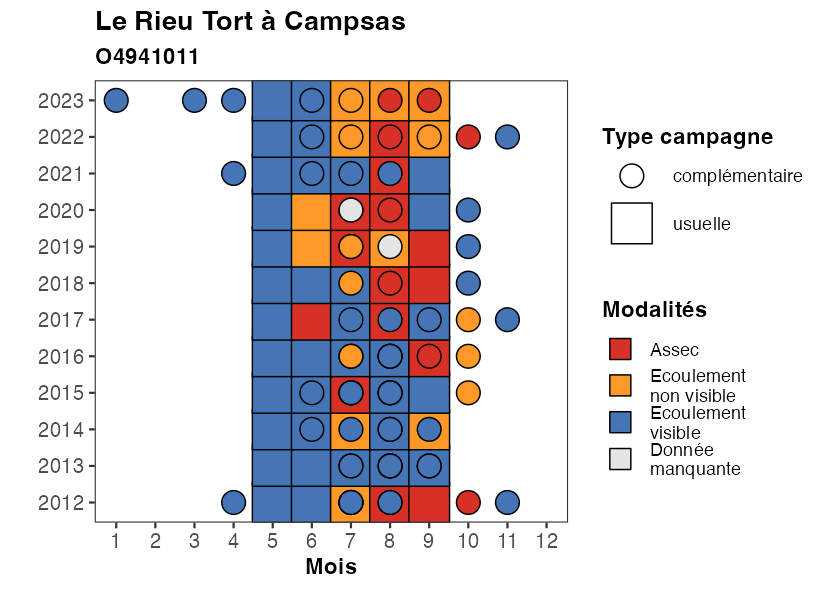 Le Rieu Tort à Campsas
O4941011
2023
2022
2021
2020
2019
2018
2017
2016
2015
2014
2013
2012
1 2 3 4 5 6 7 8 9 10 11 12
Mois
Type campagne
complémentaire
usuelle
Modalités
Assec
Ecoulement
non visible
Ecoulement
visible
Donnée
manquante